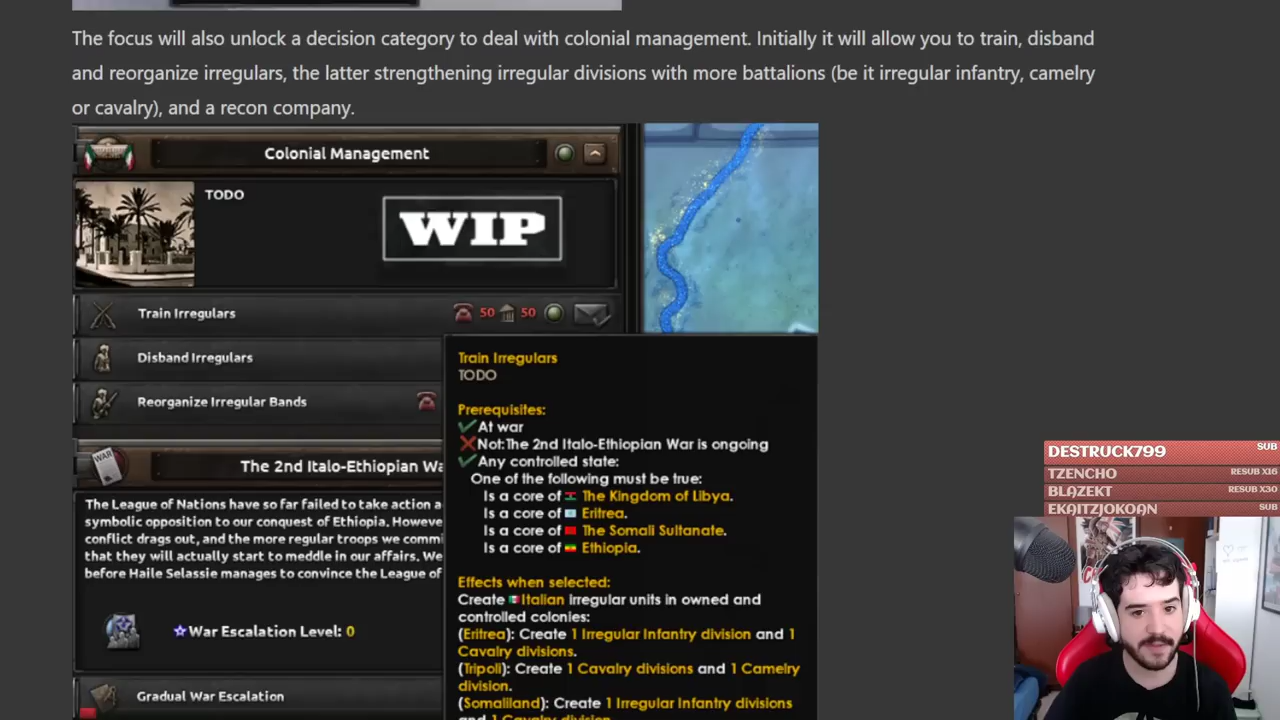 The focus will also unlock a decision category to deal with colonial management. Initially it will allow you to train, disband
and reorganize irregulars, the latter strengthening irregular divisions with more battalions (be it irregular infantry, camelry
or cavalry), and a recon company.
Colonial Management
TODO
WIP
Train Irregulars
50 50
Disband Irregulars
Reorganize Irregular Bands
Train Irregulars
TODO
Prerequisites:
At war
Not: The 2nd Italo-Ethiopian War is ongoing
Any controlled state:
One of the following must be true:
Is a core of The Kingdom of Libya.
Is a core of Eritrea.
Is a core of The Somali Sultanate.
Is a core of Ethiopia.
Effects when selected:
Create Italian irregular units in owned and
controlled colonies:
(Eritrea): Create 1 Irregular Infantry division and 1
Cavalry divisions.
(Tripoli): Create 1 Cavalry divisions and 1 Camelry
division.
(Somaliland): Create 1 Irregular Infantry divisions
and 1 Cavalry division.
WAR
The 2nd Italo-Ethiopian Wa
The League of Nations have so far failed to take action a
symbolic opposition to our conquest of Ethiopia. Howeve
conflict drags out, and the more regular troops we comm
that they will actually start to meddle in our affairs. We
before Haile Selassie manages to convince the League of
War Escalation Level: 0
Gradual War Escalation
DESTRUCK799 SUB
TZENCHO RESUB X16
BLAZEKT RESUB X30
EKAITZJOKOAN SUB